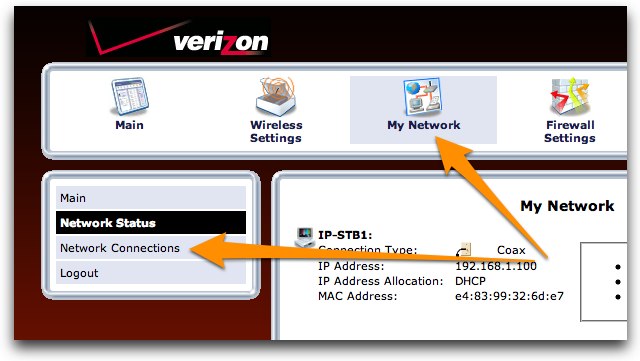 verizon
Main
Wireless
Settings
My Network
Firewall
Settings
Main
Network Status
Network Connections
Logout
My Network
IP-STB1:
Connection Type: Coax
IP Address: 192.168.1.100
IP Address Allocation: DHCP
MAC Address: e4:83:99:32:6d:e7